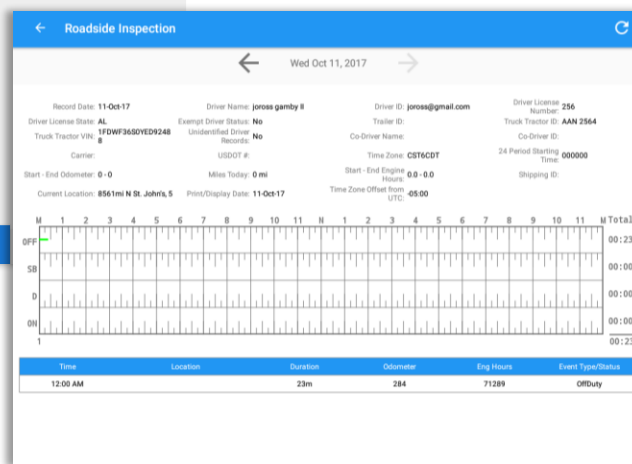 Roadside Inspection
Wed Oct 11, 2017
Record Date: 11-Oct-17 Driver Name: joross gamby II Driver ID: joross@gmail.com Driver License Number: 256
Driver License State: AL Exempt Driver Status: No Trailer ID: Truck Tractor ID: AAN 2564
Truck Tractor VIN: 1FDWF36S0YED92488 Unidentified Driver Records: No Co-Driver Name: Co-Driver ID:
Carrier: USDOT #: Time Zone: CST6CDT 24 Period Starting Time: 000000
Start - End Odometer: 0 - 0 Miles Today: 0 mi Start - End Engine Hours: 0.0 - 0.0 Shipping ID:
Current Location: 8561mi N St. John's, 5 Print/Display Date: 11-Oct-17 Time Zone Offset from UTC: -05:00
M 1 2 3 4 5 6 7 8 9 10 11 N 1 2 3 4 5 6 7 8 9 10 11 M Total
OFF 00:23
SB 00:00
D 00:00
ON 00:00
1 00:23
Time Location Duration Odometer Eng Hours Event Type/Status
12:00 AM 23m 284 71289 OffDuty